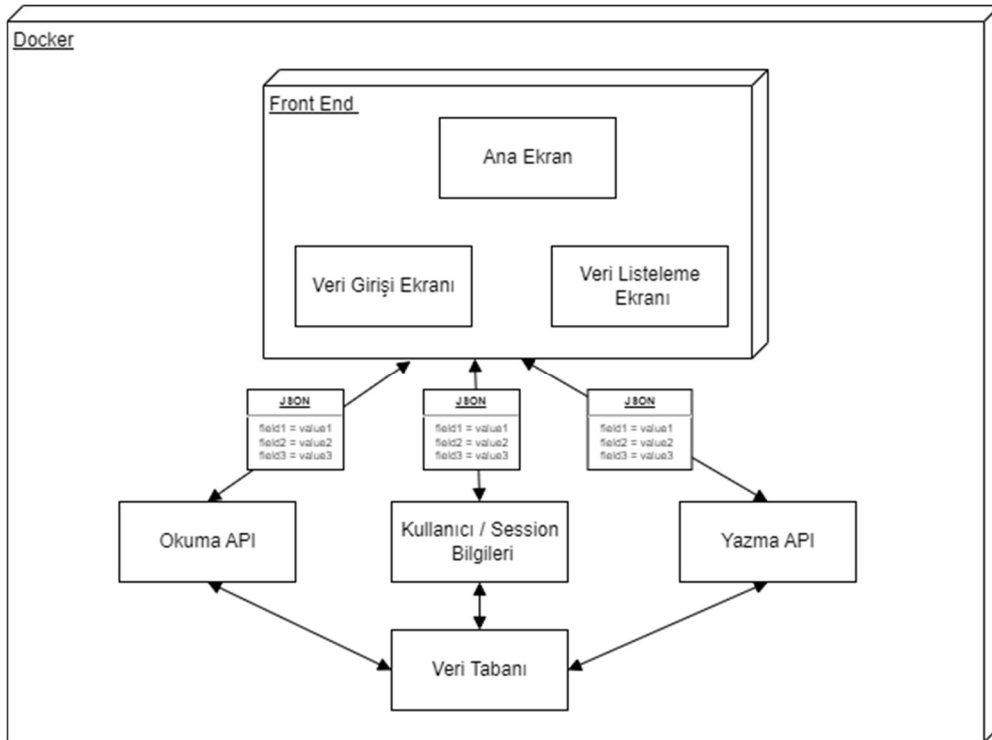 Docker
Front End
Ana Ekran
Veri Girişi Ekranı
Veri Listeleme
Ekranı
JSON
field1 = value1
field2 = value2
field3 = value3
JSON
field1 = value1
field2 = value2
field3 = value3
JSON
field1 = value1
field2 = value2
field3 = value3
Okuma API
Kullanıcı / Session
Bilgileri
Yazma API
Veri Tabanı